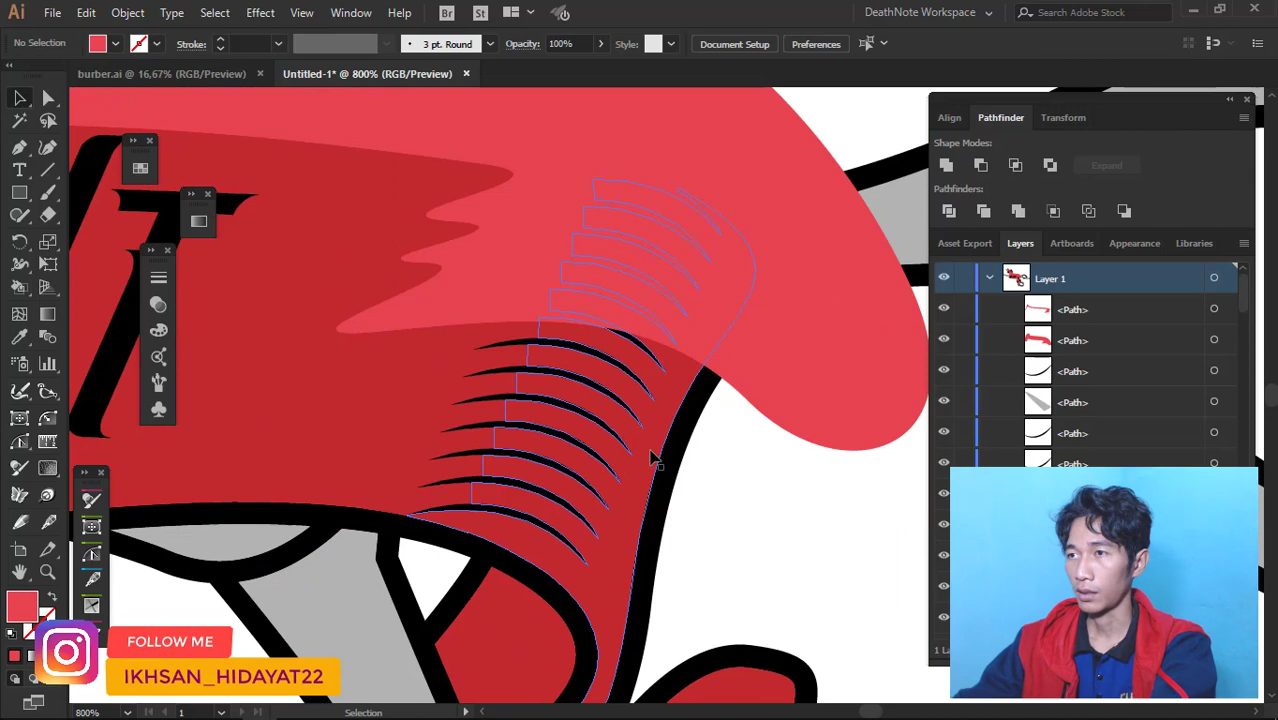 Ai File Edit Object Type Select Effect View Window Help Br St DeathNote Workspace Search Adobe Stock
No Selection Stroke: 3 pt. Round Opacity: 100% Style: Document Setup Preferences
burber.ai @ 16,67% (RGB/Preview) × Untitled-1* @ 800% (RGB/Preview) ×
Align Pathfinder Transform
Shape Modes:
Expand
Pathfinders:
Asset Export Layers Artboards Appearance Libraries
Layer 1
<Path>
<Path>
<Path>
<Path>
<Path>
<Path>
FOLLOW ME
IKHSAN_HIDAYAT22
800% 1 Selection